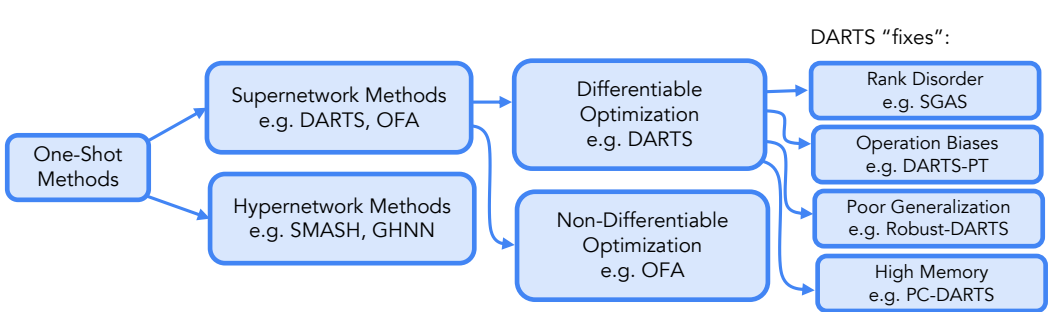 DARTS “fixes”:
One-Shot
Methods
Supernetwork Methods
e.g. DARTS, OFA
Hypernetwork Methods
e.g. SMASH, GHNN
Differentiable
Optimization
e.g. DARTS
Non-Differentiable
Optimization
e.g. OFA
Rank Disorder
e.g. SGAS
Operation Biases
e.g. DARTS-PT
Poor Generalization
e.g. Robust-DARTS
High Memory
e.g. PC-DARTS